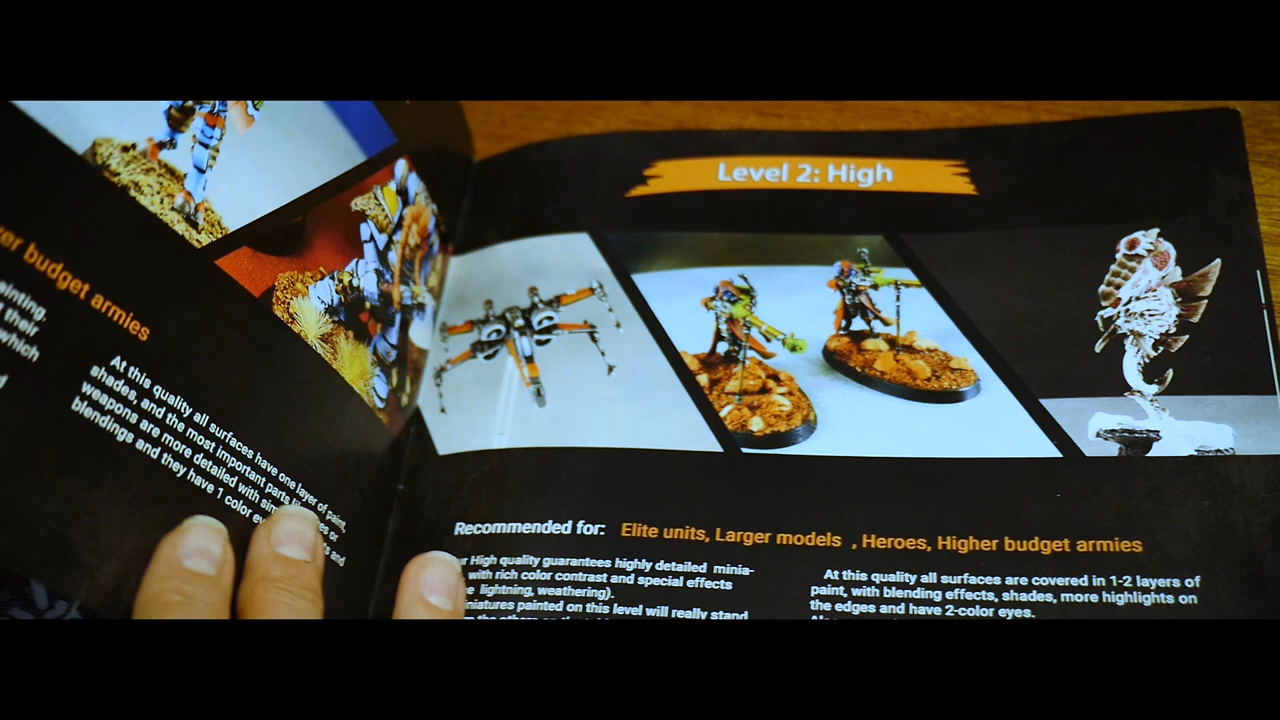 budget armies
ainting.
their
which
At this quality all surfaces have one layer of paint,
shades, and the most important parts
weapons are more detailed with or
blendings and they have 1 color and
Level 2: High
Recommended for: Elite units, Larger models , Heroes, Higher budget armies
High quality guarantees highly detailed minia-
with rich color contrast and special effects
lightning, weathering).
niatures painted on this level will really stand
At this quality all surfaces are covered in 1-2 layers of
paint, with blending effects, shades, more highlights on
the edges and have 2-color eyes.